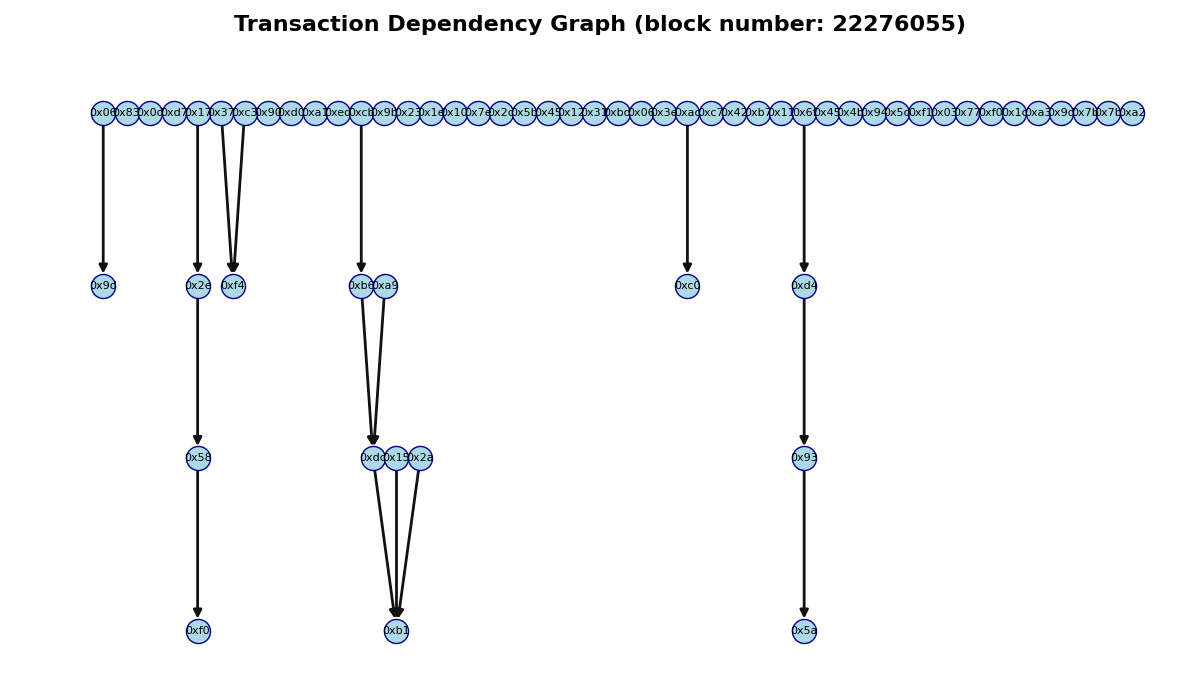 Transaction Dependency Graph (block number: 22276055)
0x06 0x83 0x0c 0xd7 0x17 0x37 0xc3 0x90 0xd0 0xa1 0xed 0xcb 0x9b 0x23 0x1e 0x10 0x7e 0x2c 0x5b 0x45 0x12 0x31 0xbc 0x06 0x3e 0xac 0xc7 0x42 0xb7 0x11 0x6f 0x45 0x4b 0x94 0x5c 0xf1 0x03 0x77 0xf0 0x1c 0xa3 0x9c 0x7b 0x7b 0xa2
0x9d 0x2e 0xf4 0xb6 0xa9 0xc0 0xd4
0x58 0xdc 0x15 0x2a 0x93
0xf0 0xb1 0x5a